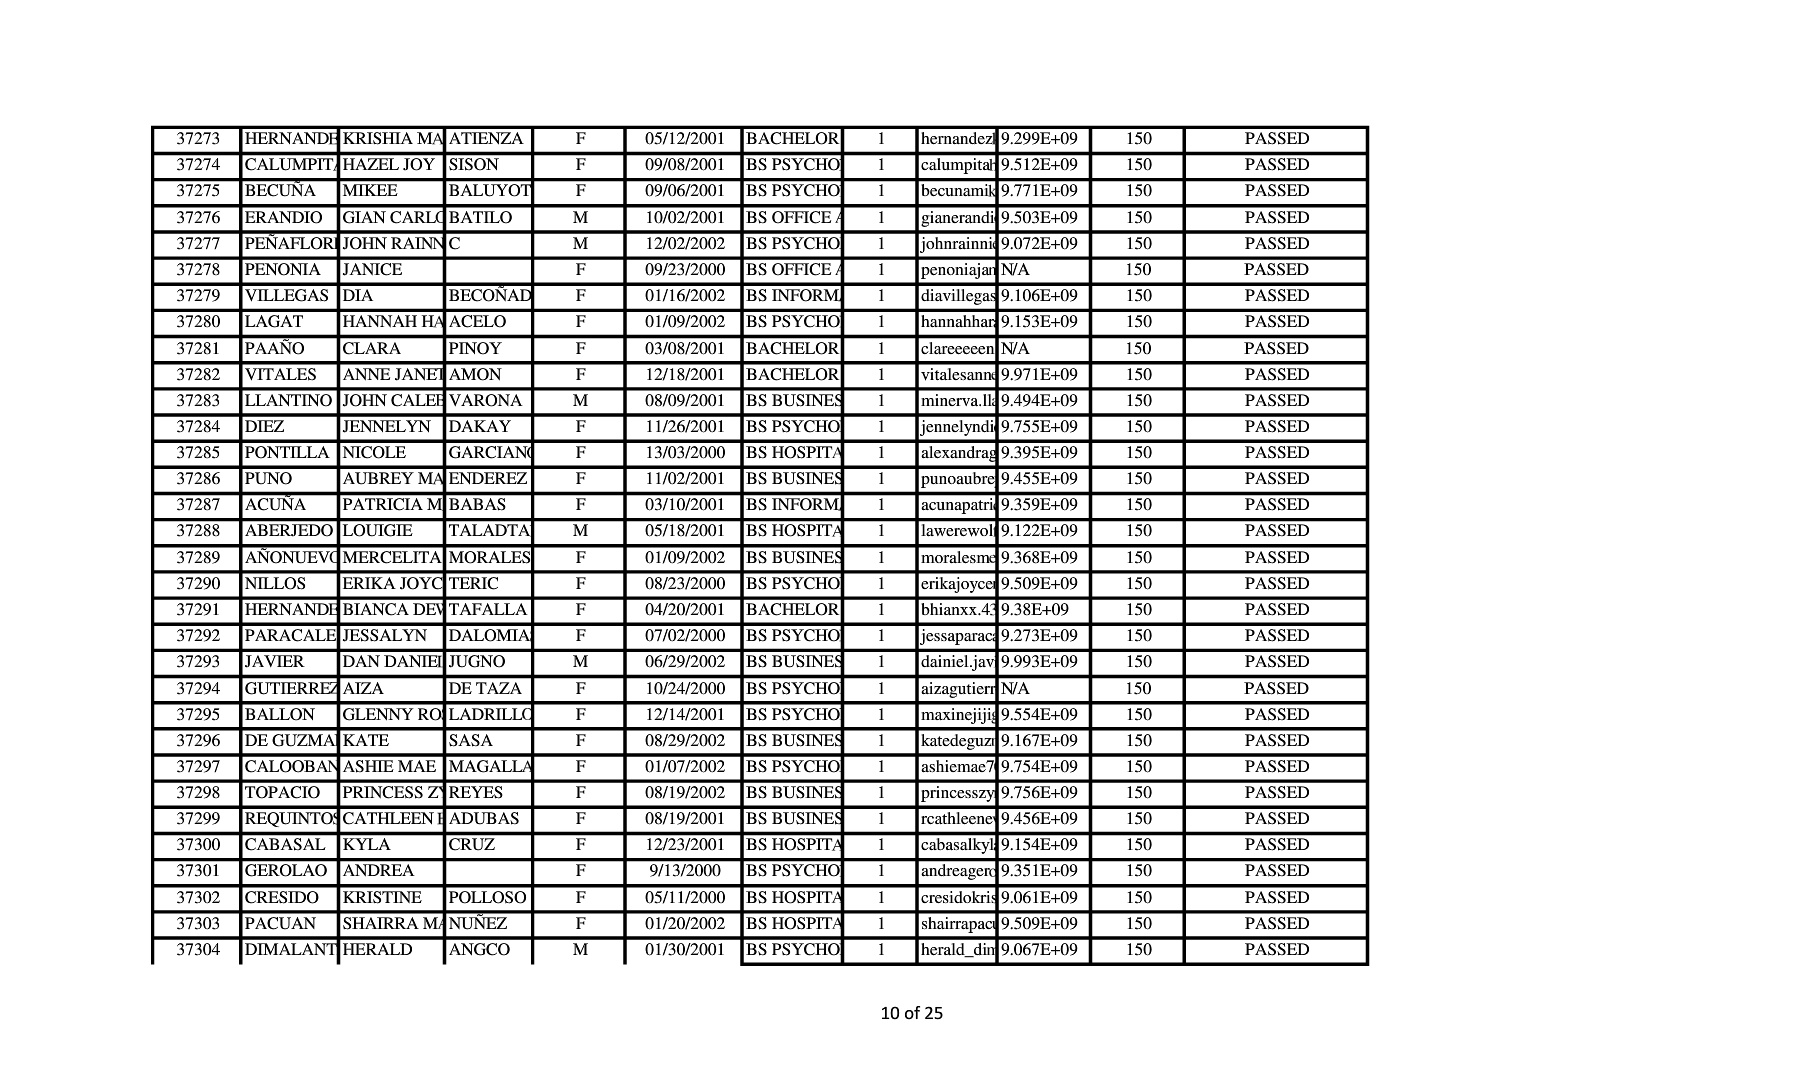 37273 HERNANDE KRISHIA MA ATIENZA F 05/12/2001 BACHELOR 1 hernandezl 9.299E+09 150 PASSED
37274 CALUMPIT HAZEL JOY SISON F 09/08/2001 BS PSYCHO 1 calumpitah 9.512E+09 150 PASSED
37275 BECUÑA MIKEE BALUYOT F 09/06/2001 BS PSYCHO 1 becunamik 9.771E+09 150 PASSED
37276 ERANDIO GIAN CARLO BATILO M 10/02/2001 BS OFFICE A 1 gianerandi 9.503E+09 150 PASSED
37277 PEÑAFLORI JOHN RAINN C M 12/02/2002 BS PSYCHO 1 johnrainni 9.072E+09 150 PASSED
37278 PENONIA JANICE F 09/23/2000 BS OFFICE A 1 penoniajan N/A 150 PASSED
37279 VILLEGAS DIA BECOÑAD F 01/16/2002 BS INFORM 1 diavillegas 9.106E+09 150 PASSED
37280 LAGAT HANNAH HA ACELO F 01/09/2002 BS PSYCHO 1 hannahhar 9.153E+09 150 PASSED
37281 PAAÑO CLARA PINOY F 03/08/2001 BACHELOR 1 clareeeeen N/A 150 PASSED
37282 VITALES ANNE JANET AMON F 12/18/2001 BACHELOR 1 vitalesanne 9.971E+09 150 PASSED
37283 LLANTINO JOHN CALEB VARONA M 08/09/2001 BS BUSINES 1 minerva.lla 9.494E+09 150 PASSED
37284 DIEZ JENNELYN DAKAY F 11/26/2001 BS PSYCHO 1 jennelyndi 9.755E+09 150 PASSED
37285 PONTILLA NICOLE GARCIANO F 13/03/2000 BS HOSPITA 1 alexandrag 9.395E+09 150 PASSED
37286 PUNO AUBREY MA ENDEREZ F 11/02/2001 BS BUSINES 1 punoaubre 9.455E+09 150 PASSED
37287 ACUÑA PATRICIA M BABAS F 03/10/2001 BS INFORM 1 acunapatri 9.359E+09 150 PASSED
37288 ABERJEDO LOUIGIE TALADTA M 05/18/2001 BS HOSPITA 1 lawerewol 9.122E+09 150 PASSED
37289 AÑONUEVO MERCELITA MORALES F 01/09/2002 BS BUSINES 1 moralesme 9.368E+09 150 PASSED
37290 NILLOS ERIKA JOYC TERIC F 08/23/2000 BS PSYCHO 1 erikajoyce 9.509E+09 150 PASSED
37291 HERNANDE BIANCA DEW TAFALLA F 04/20/2001 BACHELOR 1 bhianxx.43 9.38E+09 150 PASSED
37292 PARACALE JESSALYN DALOMIA F 07/02/2000 BS PSYCHO 1 jessaparaca 9.273E+09 150 PASSED
37293 JAVIER DAN DANIEL JUGNO M 06/29/2002 BS BUSINES 1 dainiel.jav 9.993E+09 150 PASSED
37294 GUTIERREZ AIZA DE TAZA F 10/24/2000 BS PSYCHO 1 aizagutierr N/A 150 PASSED
37295 BALLON GLENNY RO LADRILLO F 12/14/2001 BS PSYCHO 1 maxinejijig 9.554E+09 150 PASSED
37296 DE GUZMA KATE SASA F 08/29/2002 BS BUSINES 1 katedeguzm 9.167E+09 150 PASSED
37297 CALOOBAN ASHIE MAE MAGALLA F 01/07/2002 BS PSYCHO 1 ashiemae7 9.754E+09 150 PASSED
37298 TOPACIO PRINCESS ZY REYES F 08/19/2002 BS BUSINES 1 princesszy 9.756E+09 150 PASSED
37299 REQUINTOS CATHLEEN E ADUBAS F 08/19/2001 BS BUSINES 1 rcathleene 9.456E+09 150 PASSED
37300 CABASAL KYLA CRUZ F 12/23/2001 BS HOSPITA 1 cabasalkyl 9.154E+09 150 PASSED
37301 GEROLAO ANDREA F 9/13/2000 BS PSYCHO 1 andreagero 9.351E+09 150 PASSED
37302 CRESIDO KRISTINE POLLOSO F 05/11/2000 BS HOSPITA 1 cresidokris 9.061E+09 150 PASSED
37303 PACUAN SHAIRRA MA NUÑEZ F 01/20/2002 BS HOSPITA 1 shairrapacu 9.509E+09 150 PASSED
37304 DIMALANT HERALD ANGCO M 01/30/2001 BS PSYCHO 1 herald_dim 9.067E+09 150 PASSED
10 of 25